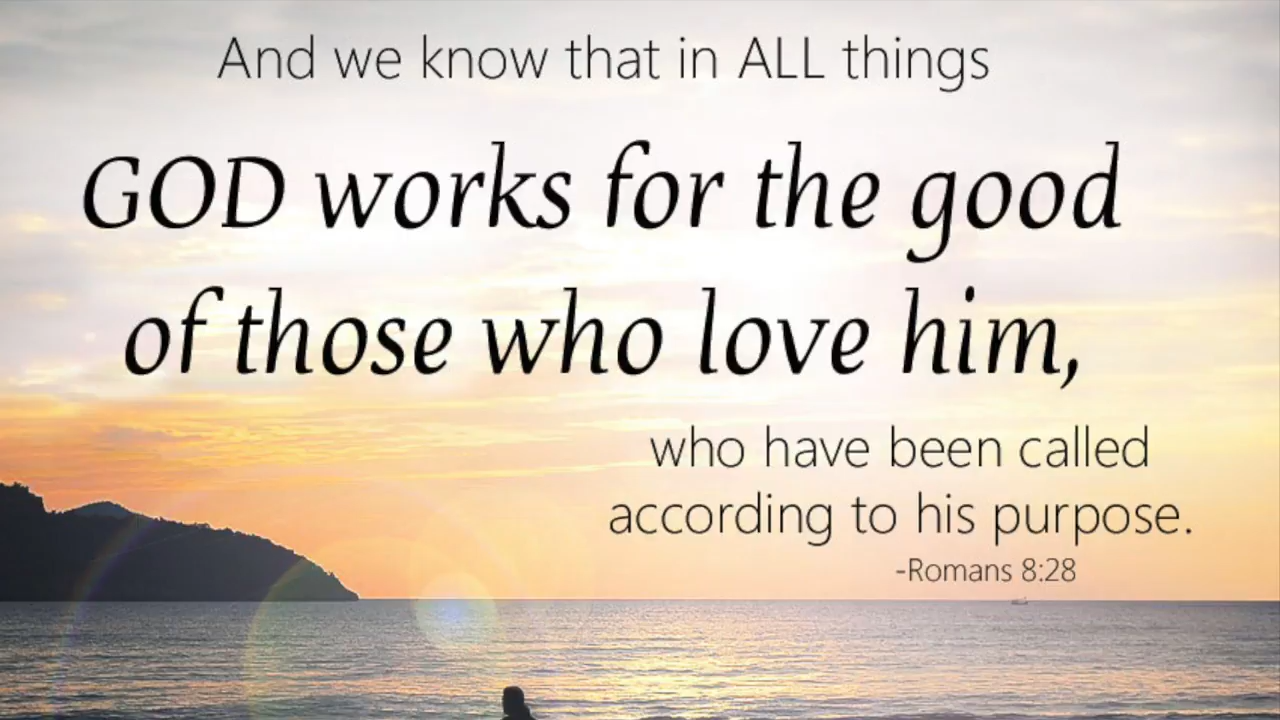 And we know that in ALL things
GOD works for the good
of those who love him,
who have been called
according to his purpose.
-Romans 8:28